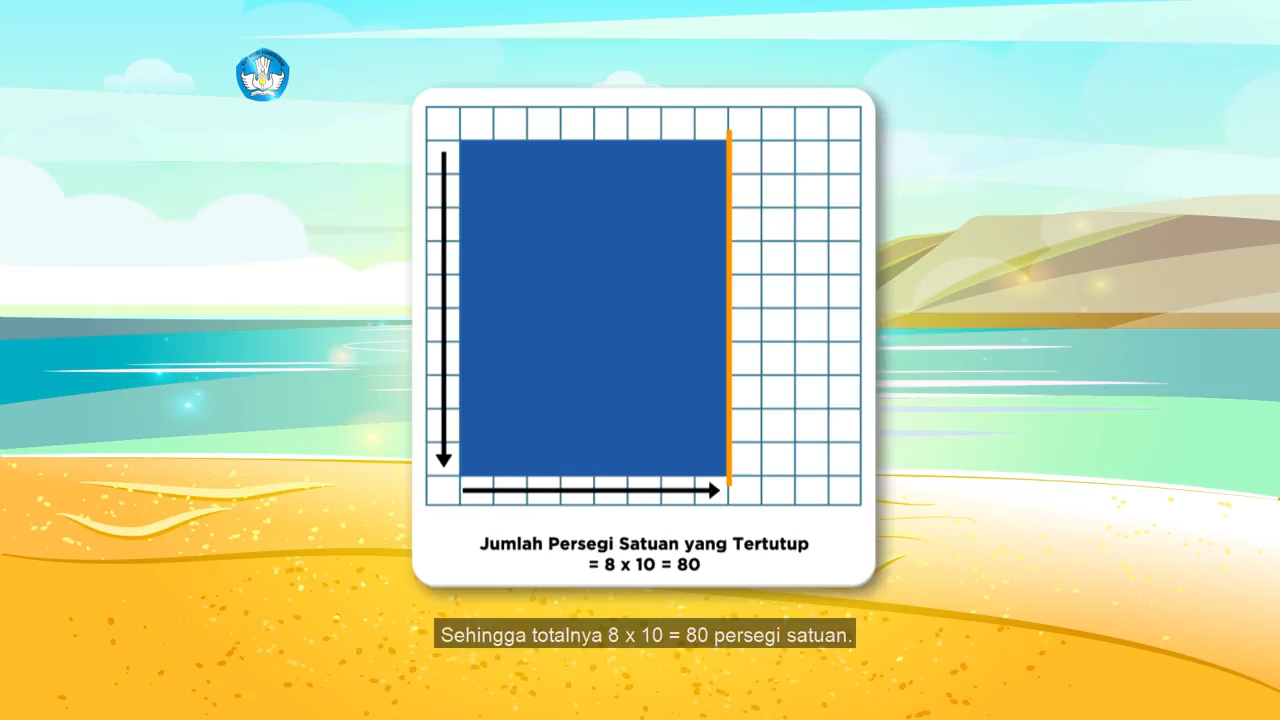 Jumlah Persegi Satuan yang Tertutup
= 8 x 10 = 80
Sehingga totalnya 8 x 10 = 80 persegi satuan.